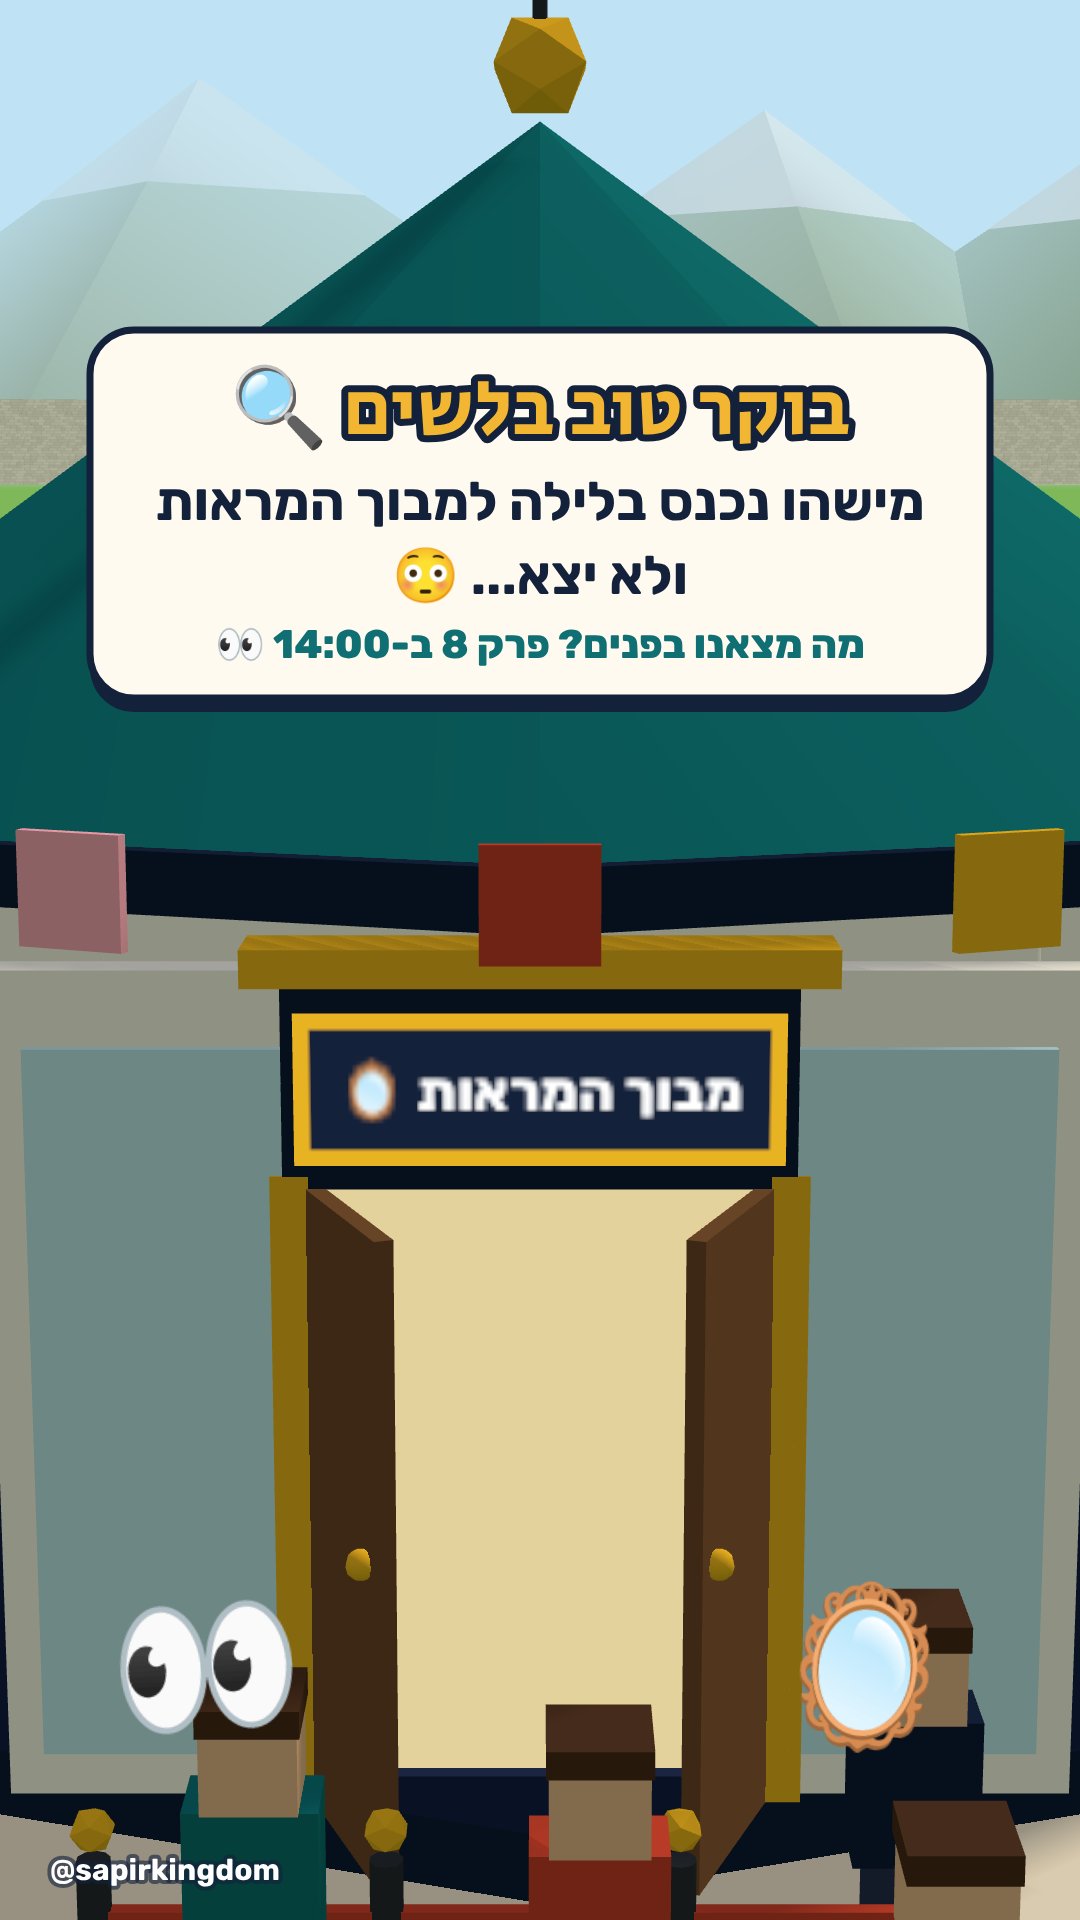 בוקר טוב בלשים 🔍
מישהו נכנס בלילה למבוך המראות
ולא יצא... 😳
מה מצאנו בפנים? פרק 8 ב-14:00 👀
מבוך המראות 🪞
@sapirkingdom